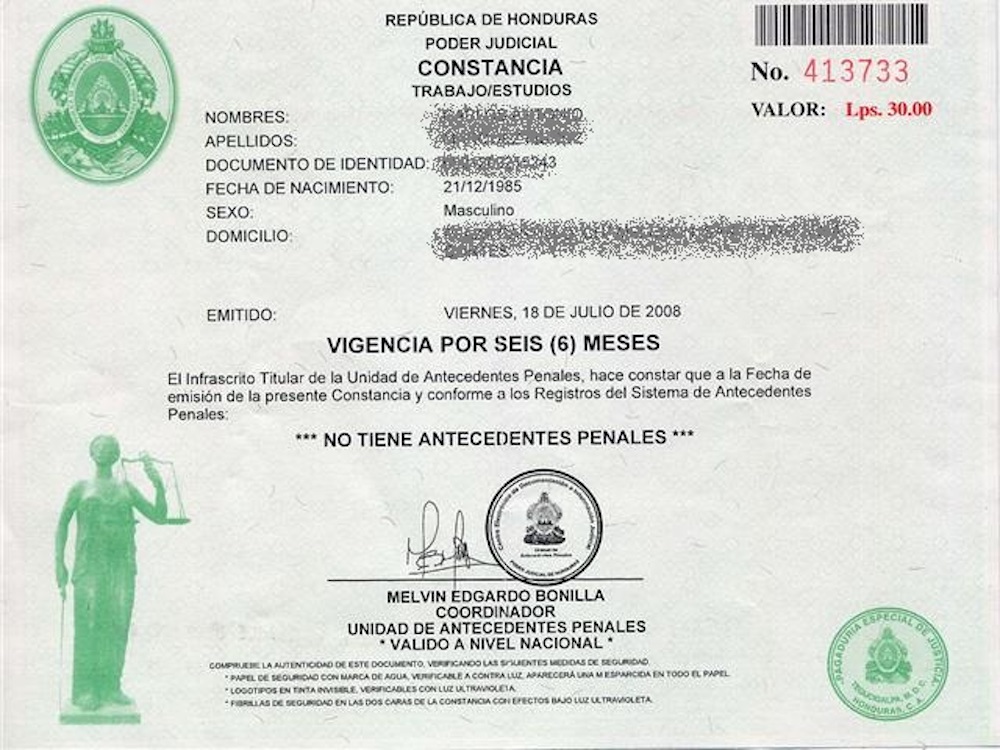 REPÚBLICA DE HONDURAS
PODER JUDICIAL
CONSTANCIA
TRABAJO/ESTUDIOS
No. 413733
VALOR: Lps. 30.00
NOMBRES:
APELLIDOS:
DOCUMENTO DE IDENTIDAD:
FECHA DE NACIMIENTO: 21/12/1985
SEXO: Masculino
DOMICILIO:
EMITIDO: VIERNES, 18 DE JULIO DE 2008
VIGENCIA POR SEIS (6) MESES
El Infrascrito Titular de la Unidad de Antecedentes Penales, hace constar que a la Fecha de
emisión de la presente Constancia y conforme a los Registros del Sistema de Antecedentes
Penales:
*** NO TIENE ANTECEDENTES PENALES ***
Centro Electrónico de Documentación e Información Judicial
Unidad de
Antecedentes Penales
PODER JUDICIAL DE HONDURAS
MELVIN EDGARDO BONILLA
COORDINADOR
UNIDAD DE ANTECEDENTES PENALES
* VALIDO A NIVEL NACIONAL *
COMPRUEBE LA AUTENTICIDAD DE ESTE DOCUMENTO, VERIFICANDO LAS SIGUIENTES MEDIDAS DE SEGURIDAD.
* PAPEL DE SEGURIDAD CON MARCA DE AGUA, VERIFICABLE A CONTRA LUZ, APARECERÁ UNA M ESPARCIDA EN TODO EL PAPEL.
* LOGOTIPOS EN TINTA INVISIBLE, VERIFICABLES CON LUZ ULTRAVIOLETA.
* FIBRILLAS DE SEGURIDAD EN LAS DOS CARAS DE LA CONSTANCIA CON EFECTOS BAJO LUZ ULTRAVIOLETA.
PAGADURIA ESPECIAL DE JUSTICIA
TEGUCIGALPA, M.D.C.
HONDURAS, C.A.